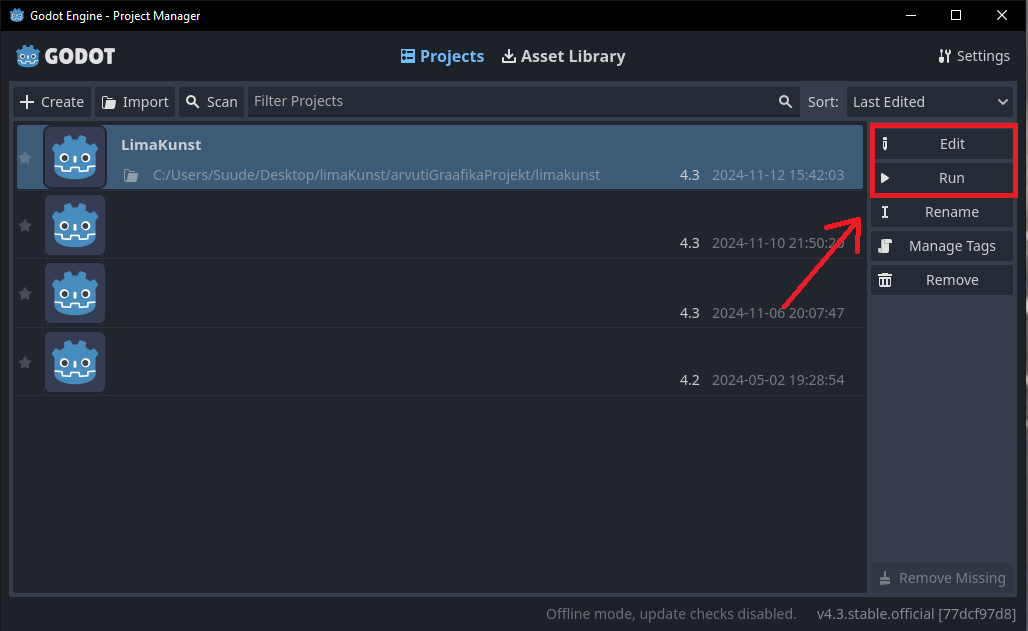 Godot Engine - Project Manager
GODOT
Projects
Asset Library
Settings
Create
Import
Scan
Filter Projects
Sort:
Last Edited
LimaKunst
C:/Users/Suude/Desktop/limaKunst/arvutiGraafikaProjekt/limakunst
4.3 2024-11-12 15:42:03
4.3 2024-11-10 21:50:20
4.3 2024-11-06 20:07:47
4.2 2024-05-02 19:28:54
Edit
Run
Rename
Manage Tags
Remove
Remove Missing
Offline mode, update checks disabled.
v4.3.stable.official [77dcf97d8]